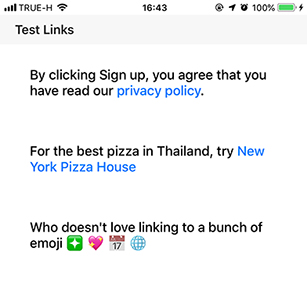 TRUE-H 16:43 100%
Test Links
By clicking Sign up, you agree that you
have read our privacy policy.
For the best pizza in Thailand, try New
York Pizza House
Who doesn't love linking to a bunch of
emoji ✳️ 💖 📅 🌐